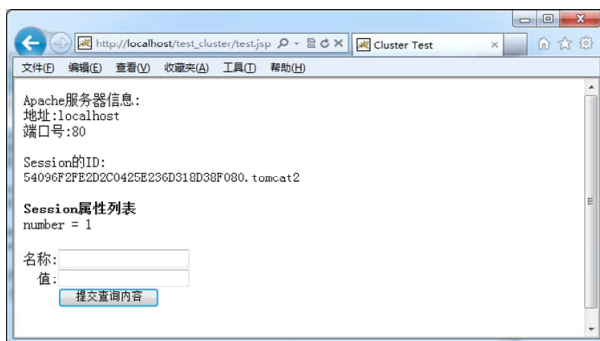 http://localhost/test_cluster/test.jsp
Cluster Test
文件(F) 编辑(E) 查看(V) 收藏夹(A) 工具(T) 帮助(H)
Apache服务器信息:
地址:localhost
端口号:80
Session的ID:
54096F2FE2D2C0425E236D318D38F080.tomcat2
Session属性列表
number = 1
名称:
值:
提交查询内容